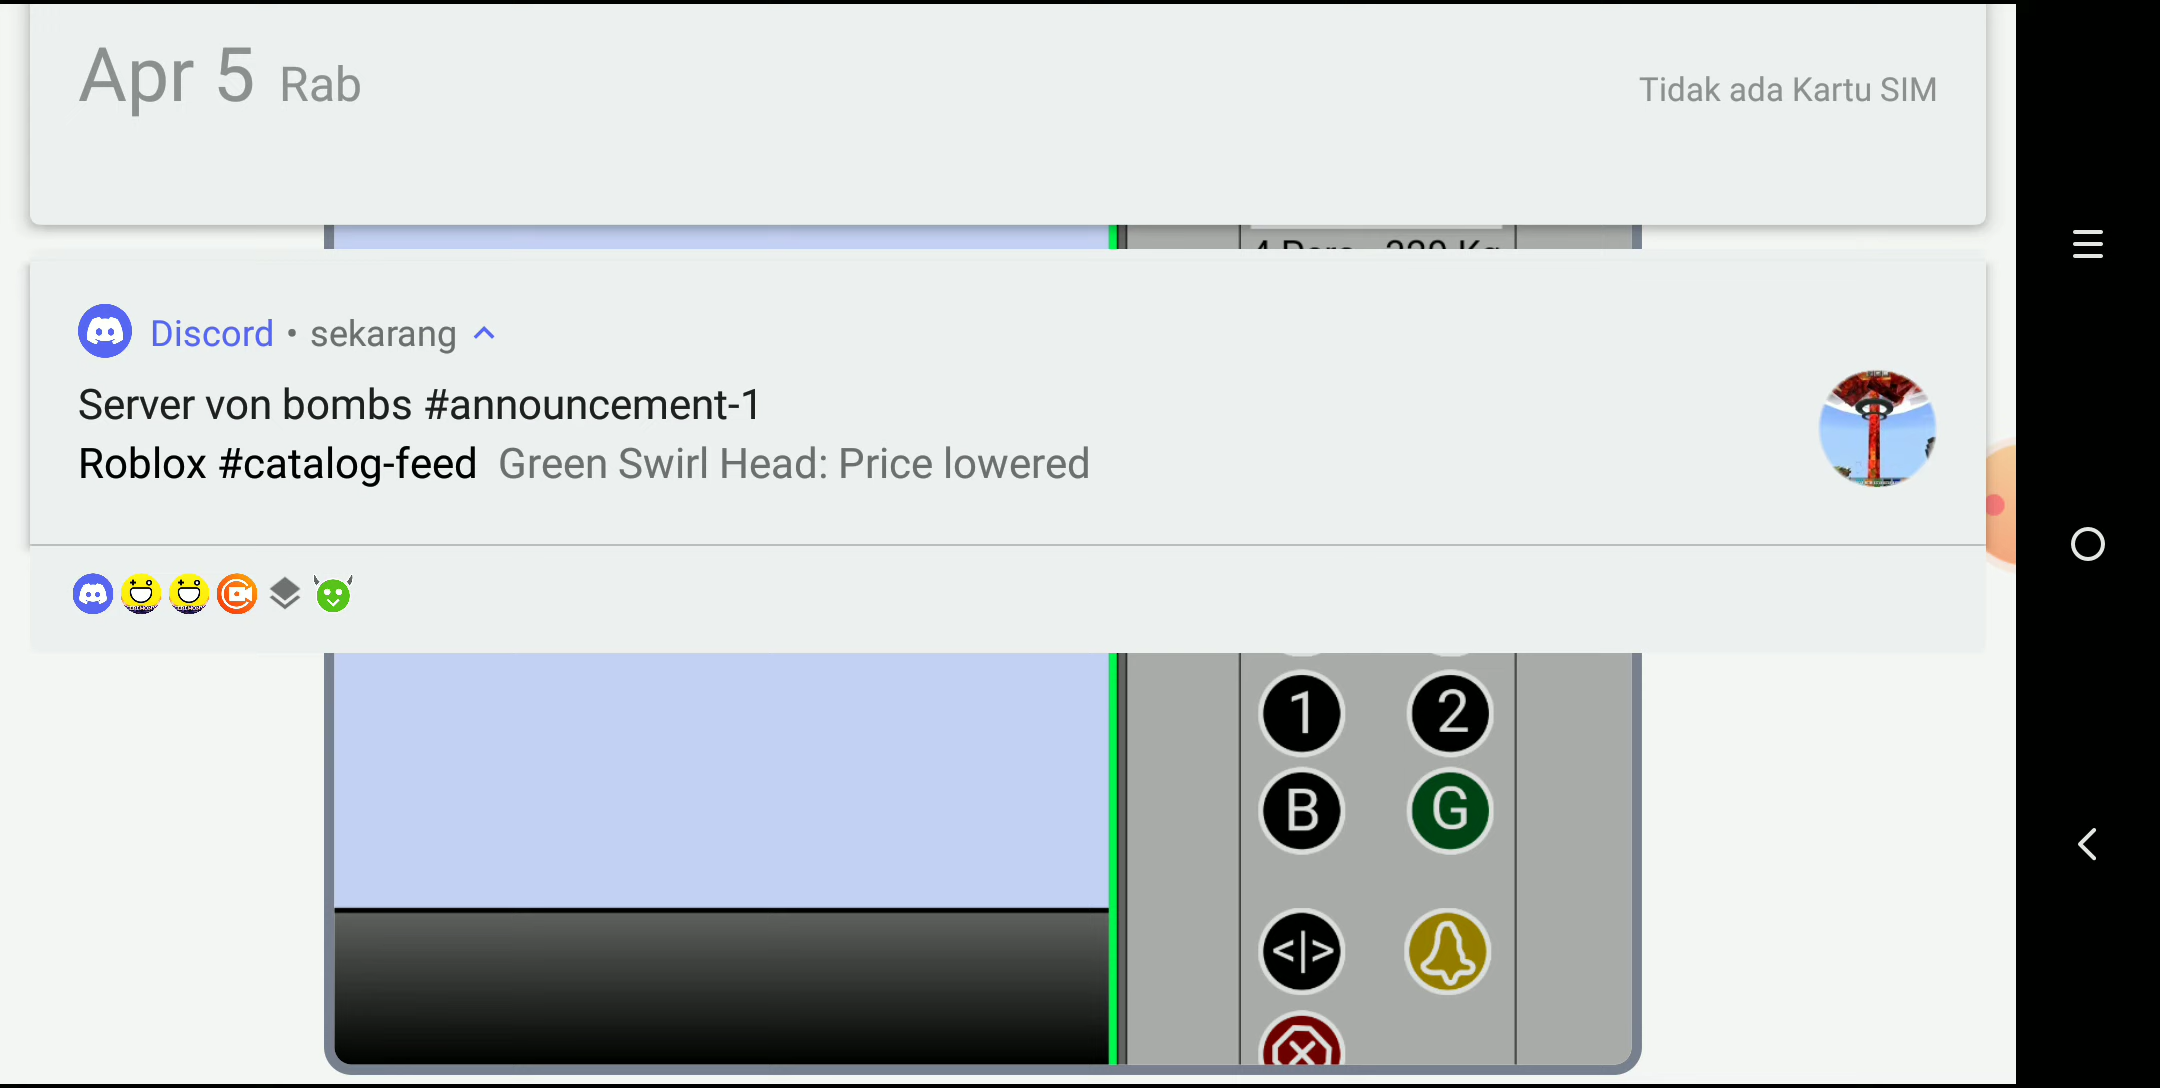 Apr 5 Rab
Tidak ada Kartu SIM
Discord • sekarang
Server von bombs #announcement-1
Roblox #catalog-feed Green Swirl Head: Price lowered
1 2
B G
<|>